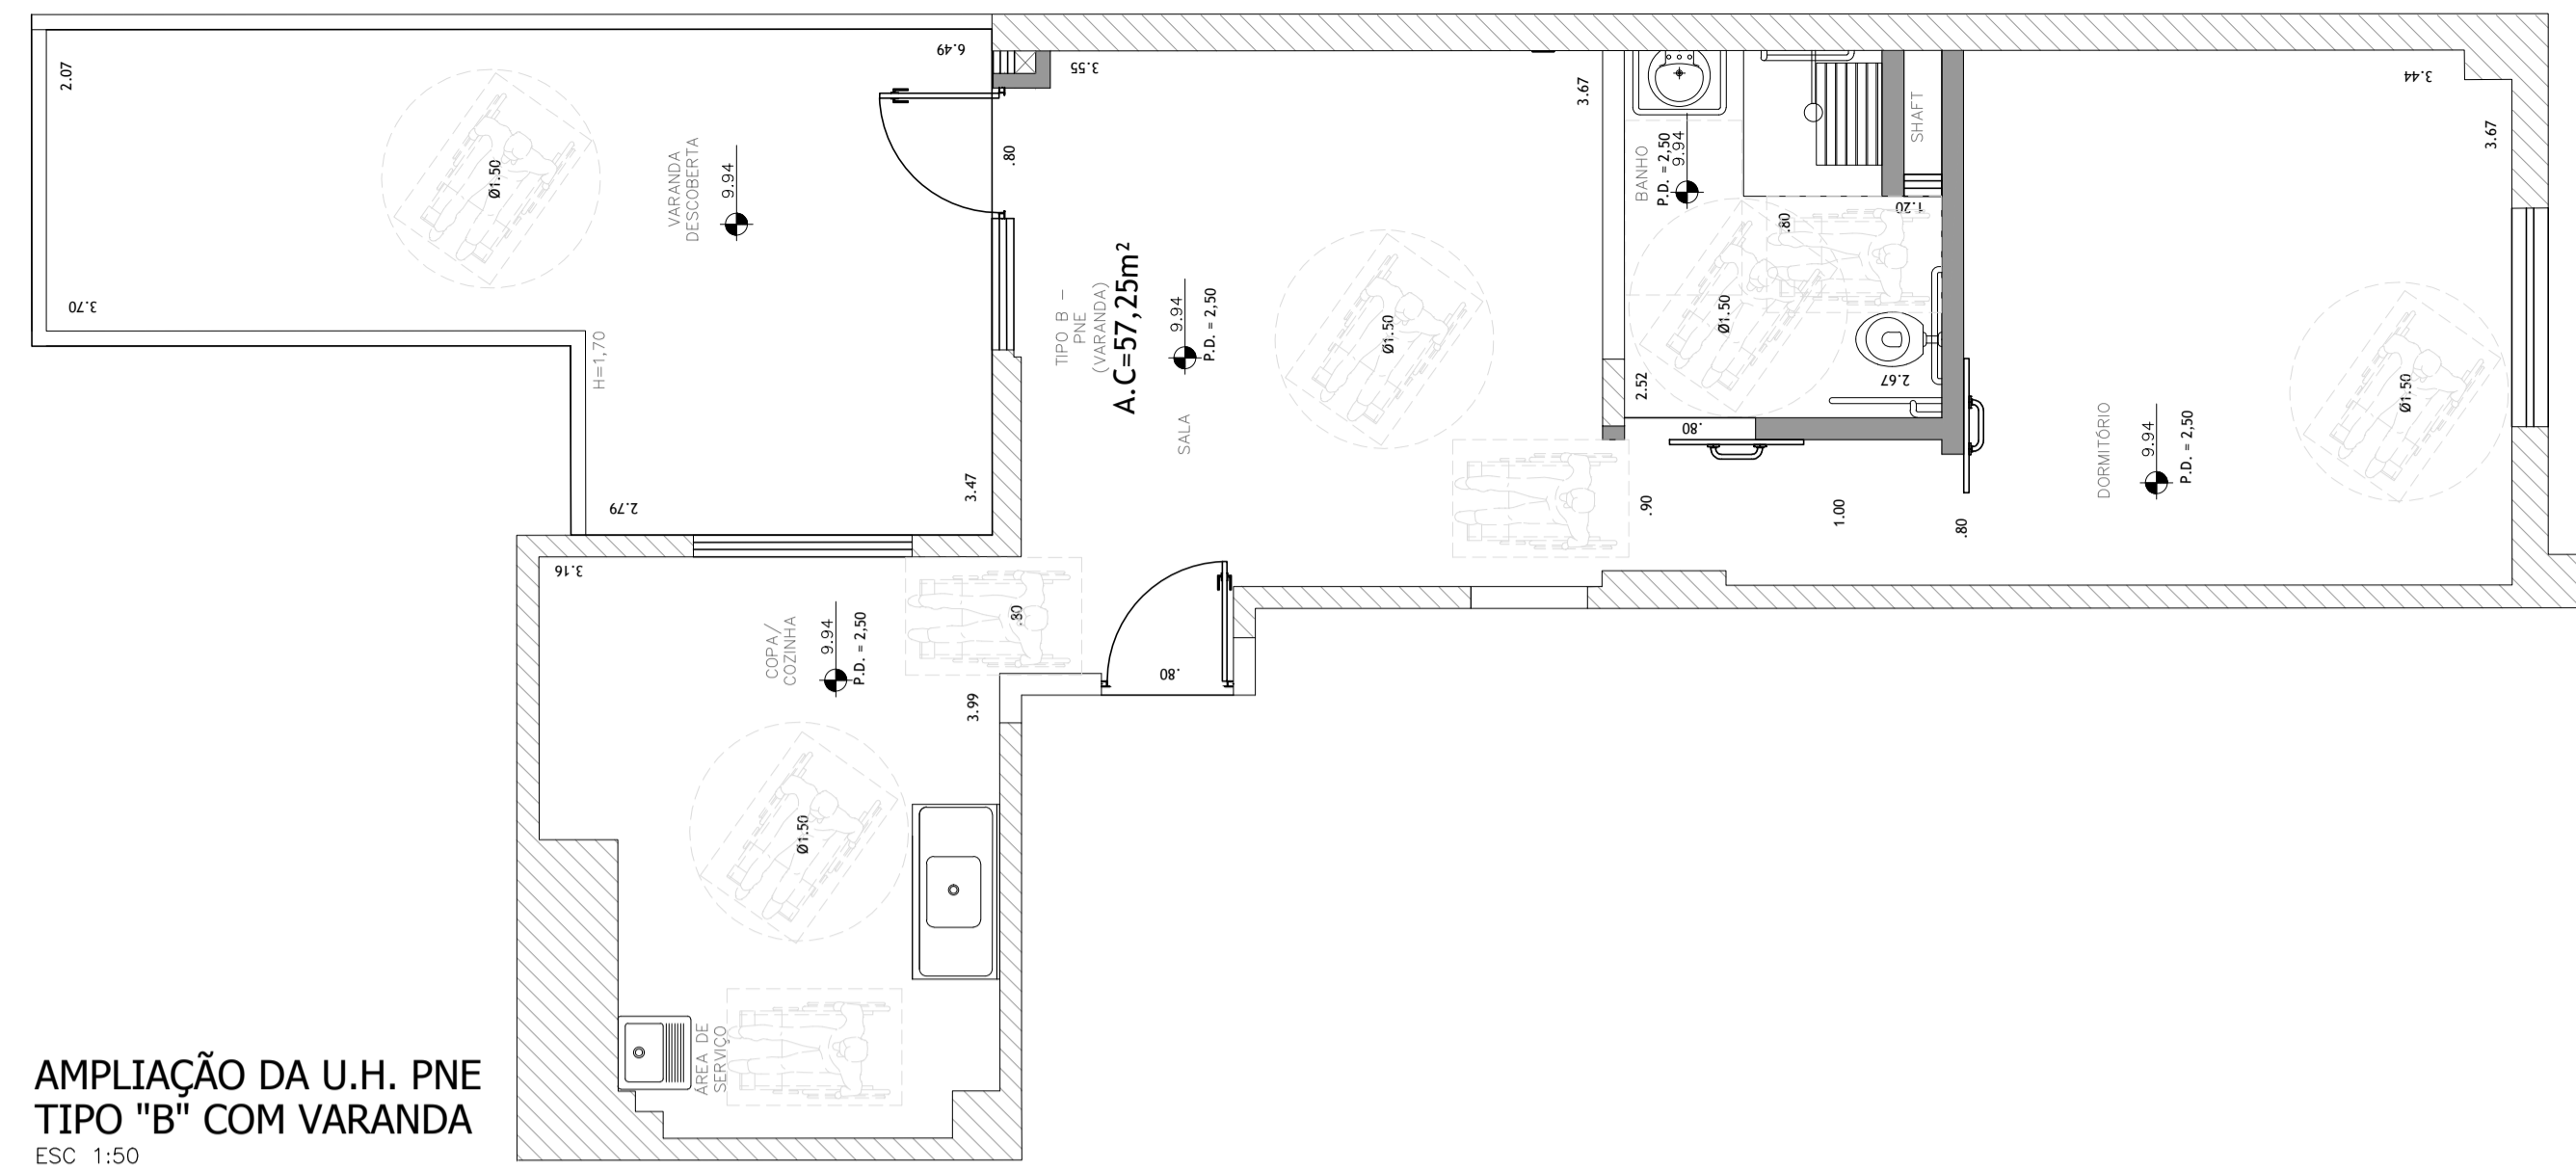 6.49
2.07
Ø1.50
VARANDA
DESCOBERTA
9.94
3.70
H=1,70
2.79
3.47
.80
3.55
3.67
TIPO B -
PNE
(VARANDA)
A.C=57,25m²
9.94
P.D. = 2,50
SALA
Ø1.50
BANHO
P.D. = 2,50
9.94
SHAFT
1.20
.80
Ø1.50
2.52
2.67
.80
.90
1.00
.80
3.44
3.67
DORMITÓRIO
9.94
P.D. = 2,50
Ø1.50
3.16
COPA/
COZINHA
9.94
P.D. = 2,50
.80
.80
3.99
Ø1.50
ÁREA DE
SERVIÇO
AMPLIAÇÃO DA U.H. PNE
TIPO "B" COM VARANDA
ESC 1:50